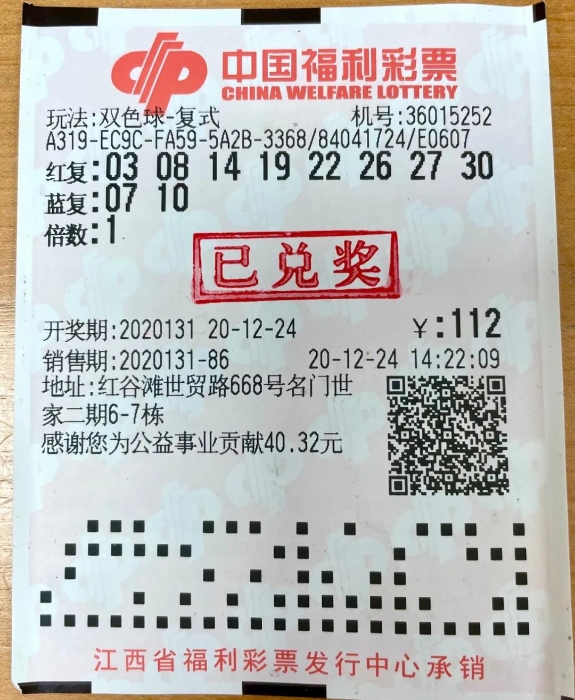 中国福利彩票
CHINA WELFARE LOTTERY
玩法:双色球-复式 机号:36015252
A319-EC9C-FA59-5A2B-3368/84041724/E0607
红复:03 08 14 19 22 26 27 30
蓝复:07 10
倍数:1
已兑奖
开奖期:2020131 20-12-24 ¥:112
销售期:2020131-86 20-12-24 14:22:09
地址:红谷滩世贸路668号名门世
家二期6-7栋
感谢您为公益事业贡献40.32元
江西省福利彩票发行中心承销